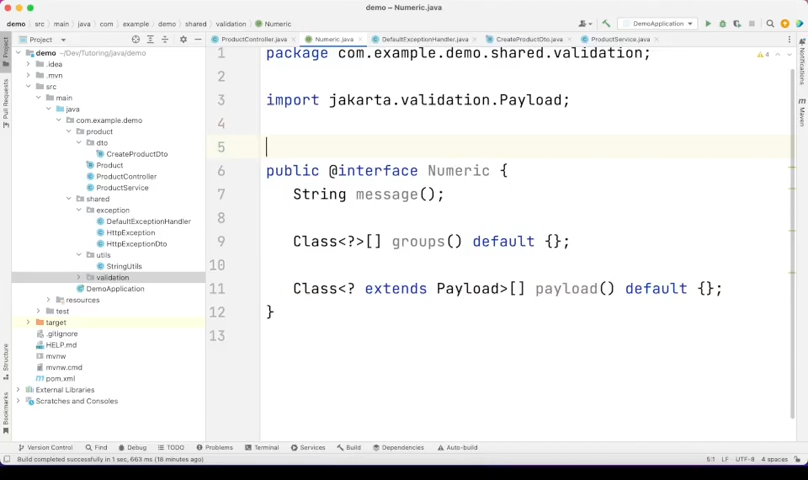 demo – Numeric.java
demo
src
main
java
com
example
demo
shared
validation
Numeric
DemoApplication
Project
ProductController.java
Numeric.java
DefaultExceptionHandler.java
CreateProductDto.java
ProductService.java
demo ~/Dev/Tutoring/java/demo
.idea
.mvn
src
main
java
com.example.demo
product
dto
CreateProductDto
Product
ProductController
ProductService
shared
exception
DefaultExceptionHandler
HttpException
HttpExceptionDto
utils
StringUtils
validation
DemoApplication
resources
test
target
.gitignore
HELP.md
mvnw
mvnw.cmd
pom.xml
External Libraries
Scratches and Consoles
Project
Pull Requests
Structure
Bookmarks
1 package com.example.demo.shared.validation;
2
3 import jakarta.validation.Payload;
4
5
6 public @interface Numeric {
7 String message();
8
9 Class<?>[] groups() default {};
10
11 Class<? extends Payload>[] payload() default {};
12 }
13
4
Notifications
Maven
Version Control
Find
Debug
TODO
Problems
Terminal
Services
Build
Dependencies
Auto-build
Build completed successfully in 1 sec, 663 ms (18 minutes ago)
5:1 LF UTF-8 4 spaces